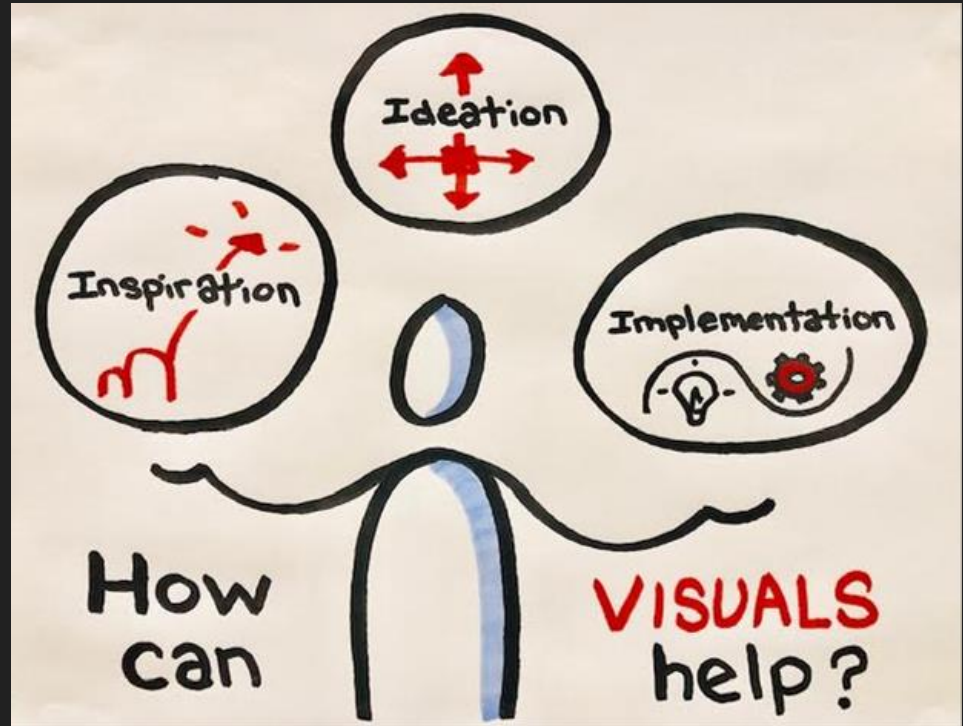 Ideation
Inspiration
Implementation
How
can
VISUALS
help?